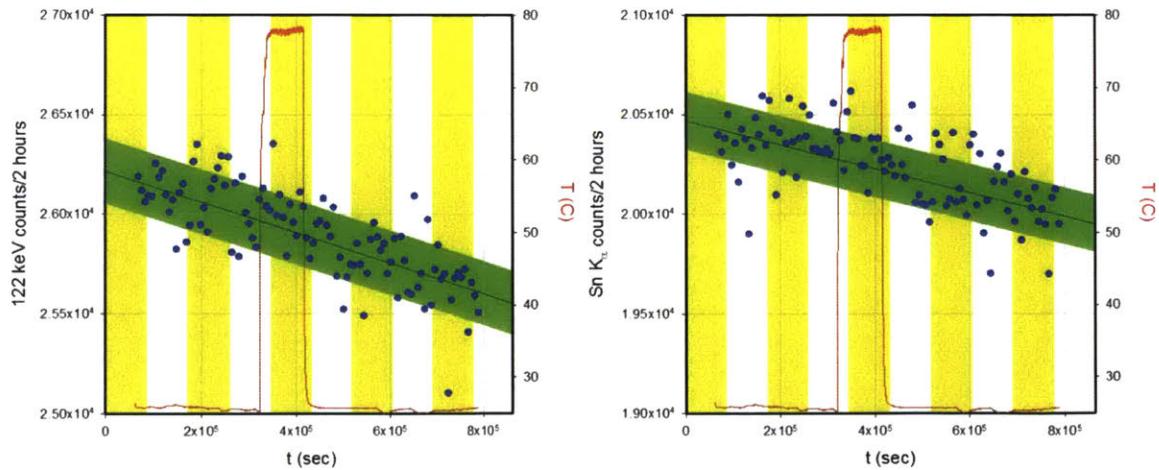 2 70x10⁴
2 65x10⁴
2.60x10⁴
2.55x10⁴
2 50x10⁴
122 keV counts/2 hours
80
70
60
50
40
30
T (C)
0
2x10⁵
4x10⁵
6x10⁵
8x10⁵
t (sec)
2.10x10⁴
2.05x10⁴
2.00x10⁴
1.95x10⁴
1.90x10⁴
Sn Kα counts/2 hours
80
70
60
50
40
30
T (C)
0
2x10⁵
4x10⁵
6x10⁵
8x10⁵
t (sec)